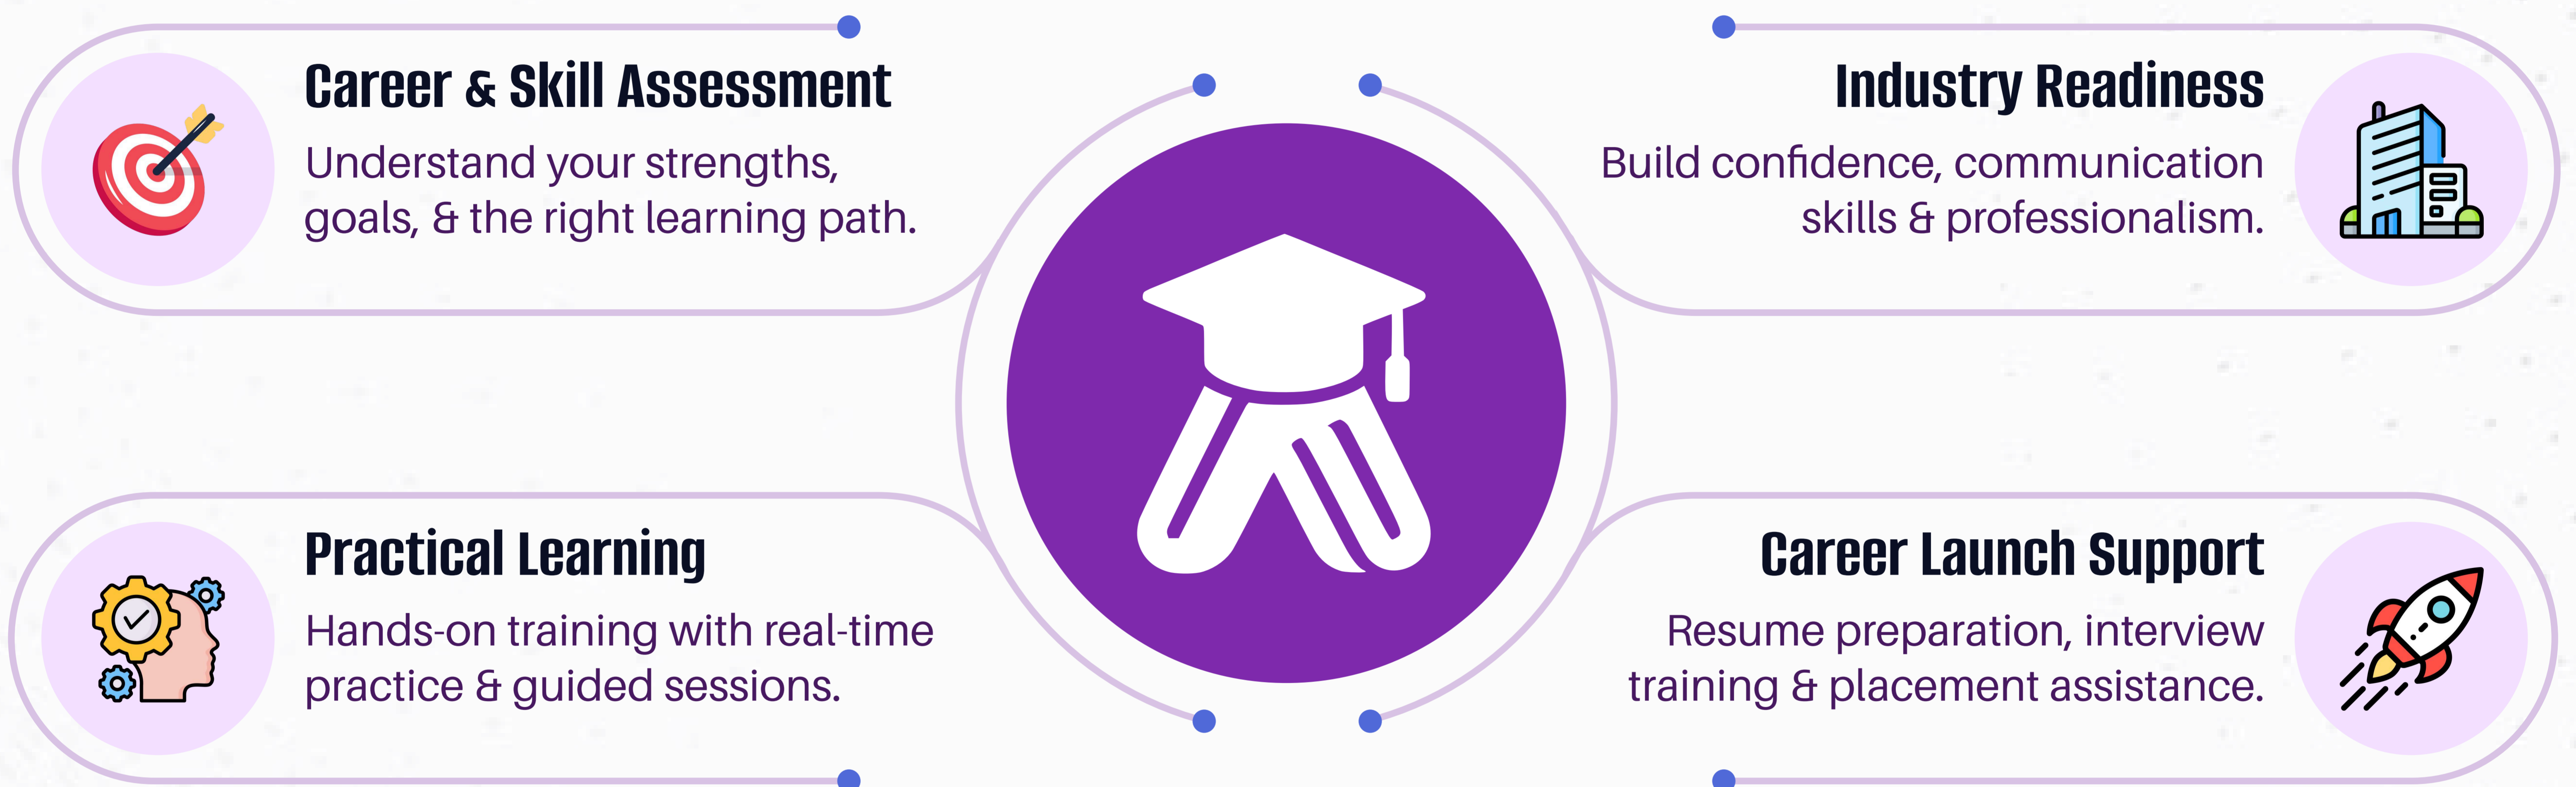 Career & Skill Assessment
Understand your strengths,
goals, & the right learning path.
Industry Readiness
Build confidence, communication
skills & professionalism.
Practical Learning
Hands-on training with real-time
practice & guided sessions.
Career Launch Support
Resume preparation, interview
training & placement assistance.